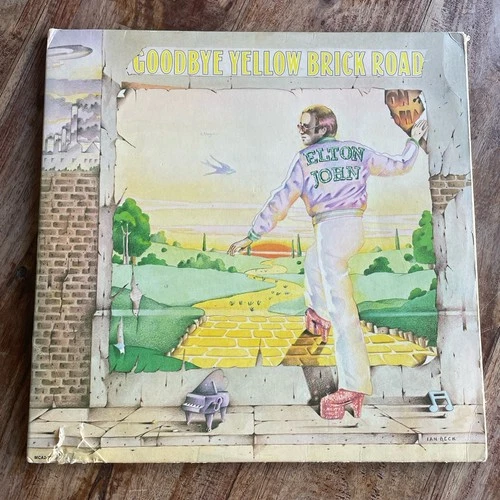 GOODBYE YELLOW BRICK ROAD
ELTON
JOHN
IAN BECK